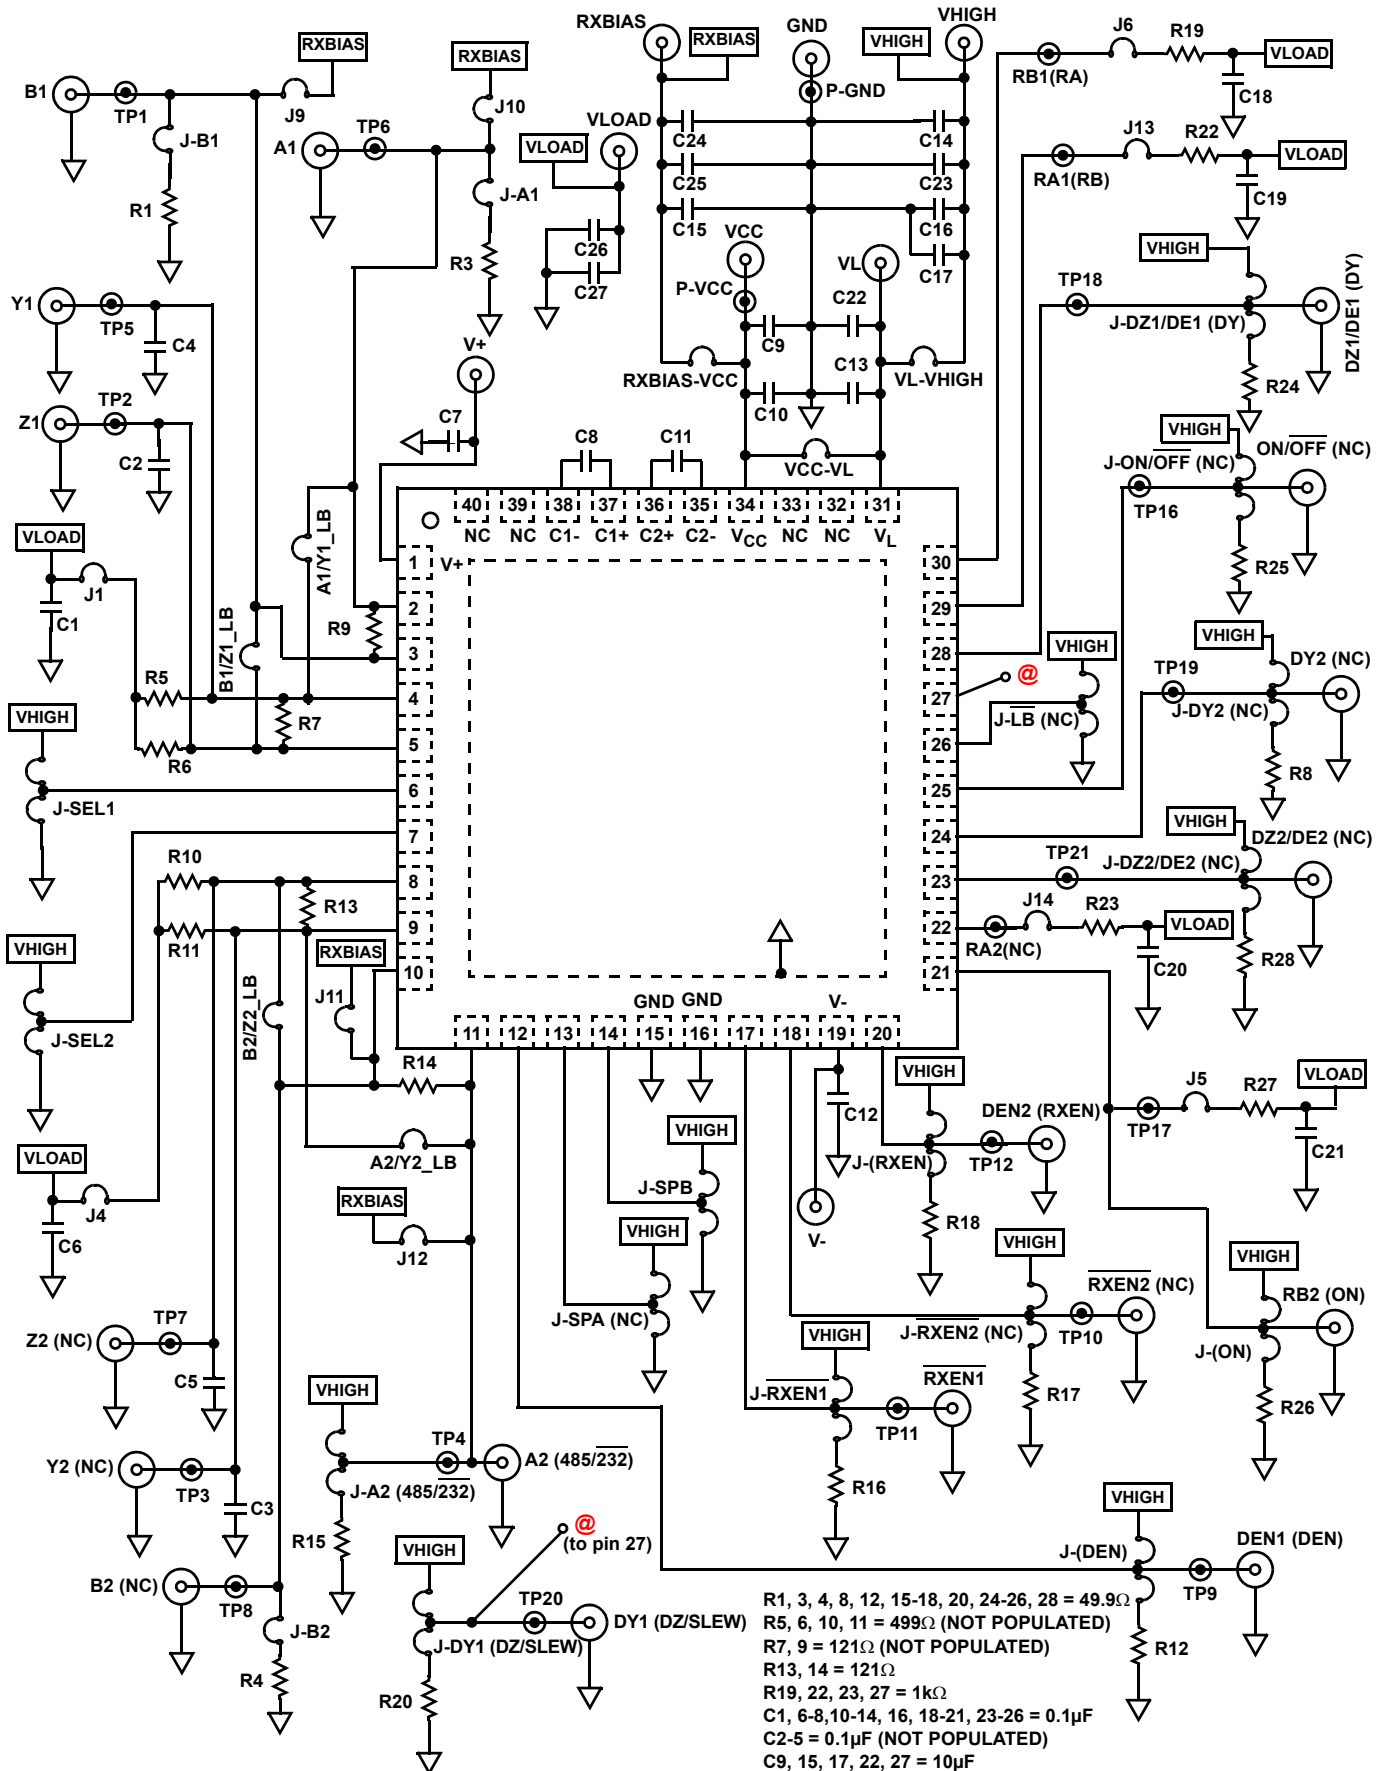 RXBIAS
GND
VHIGH
J6
R19
RXBIAS
RXBIAS
RXBIAS
VHIGH
VLOAD
B1
TP1
J9
J10
P-GND
RB1(RA)
C18
J-B1
A1
TP6
VLOAD
VLOAD
C24
C14
J13
R22
VLOAD
R1
J-A1
C25
C23
RA1(RB)
C19
R3
C26
C27
C15
VCC
C16
C17
VL
VHIGH
Y1
TP5
C4
P-VCC
C22
TP18
J-DZ1/DE1 (DY)
DZ1/DE1 (DY)
V+
C9
RXBIAS-VCC
C13
VL-VHIGH
R24
Z1
TP2
C7
C10
VHIGH
ON/OFF (NC)
C2
C8
C11
VCC-VL
J-ON/OFF (NC)
TP16
VLOAD
A1/Y1_LB
40 39 38 37 36 35 34 33 32 31
NC NC C1- C1+ C2+ C2- VCC NC NC VL
R25
J1
C1
1 V+
30
2
R9
29
VHIGH
DY2 (NC)
B1/Z1_LB
3
28
VHIGH
TP19
R5
4
27
@
J-DY2 (NC)
VHIGH
R7
J-LB (NC)
R6
5
26
R8
6
25
J-SEL1
7
24
VHIGH
DZ2/DE2 (NC)
R10
TP21
J-DZ2/DE2 (NC)
8
23
R13
J14
R23
VLOAD
R11
9
22
VHIGH
RXBIAS
RA2(NC)
C20
R28
10
21
J11
B2/Z2_LB
GND GND
V-
J-SEL2
11 12 13 14 15 16 17 18 19 20
R14
VHIGH
J5
R27
VLOAD
C12
DEN2 (RXEN)
TP17
VHIGH
C21
VLOAD
A2/Y2_LB
J-(RXEN)
TP12
J-SPB
J4
RXBIAS
C6
J12
VHIGH
V-
R18
VHIGH
VHIGH
RXEN2 (NC)
RB2 (ON)
TP7
J-SPA (NC)
Z2 (NC)
VHIGH
J-RXEN2 (NC)
TP10
J-(ON)
C5
VHIGH
J-RXEN1
RXEN1
R17
R26
TP11
Y2 (NC)
TP4
A2 (485/232)
TP3
C3
J-A2 (485/232)
R16
VHIGH
R15
@
(to pin 27)
VHIGH
J-(DEN)
DEN1 (DEN)
B2 (NC)
TP8
TP20
DY1 (DZ/SLEW)
TP9
J-B2
J-DY1 (DZ/SLEW)
R12
R4
R20
R1, 3, 4, 8, 12, 15-18, 20, 24-26, 28 = 49.9Ω
R5, 6, 10, 11 = 499Ω (NOT POPULATED)
R7, 9 = 121Ω (NOT POPULATED)
R13, 14 = 121Ω
R19, 22, 23, 27 = 1kΩ
C1, 6-8,10-14, 16, 18-21, 23-26 = 0.1µF
C2-5 = 0.1µF (NOT POPULATED)
C9, 15, 17, 22, 27 = 10µF